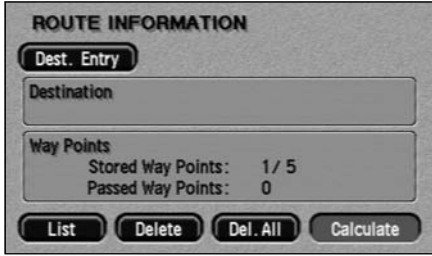 ROUTE INFORMATION
Dest. Entry
Destination
Way Points
Stored Way Points: 1/ 5
Passed Way Points: 0
List Delete Del.All Calculate